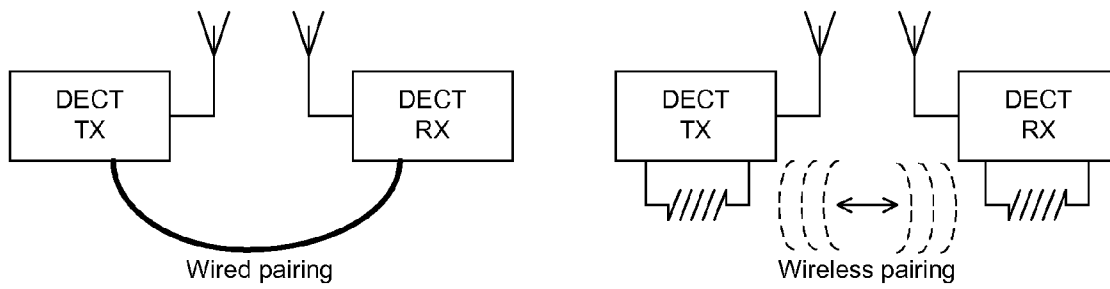 DECT
TX
DECT
RX
Wired pairing
DECT
TX
DECT
RX
Wireless pairing